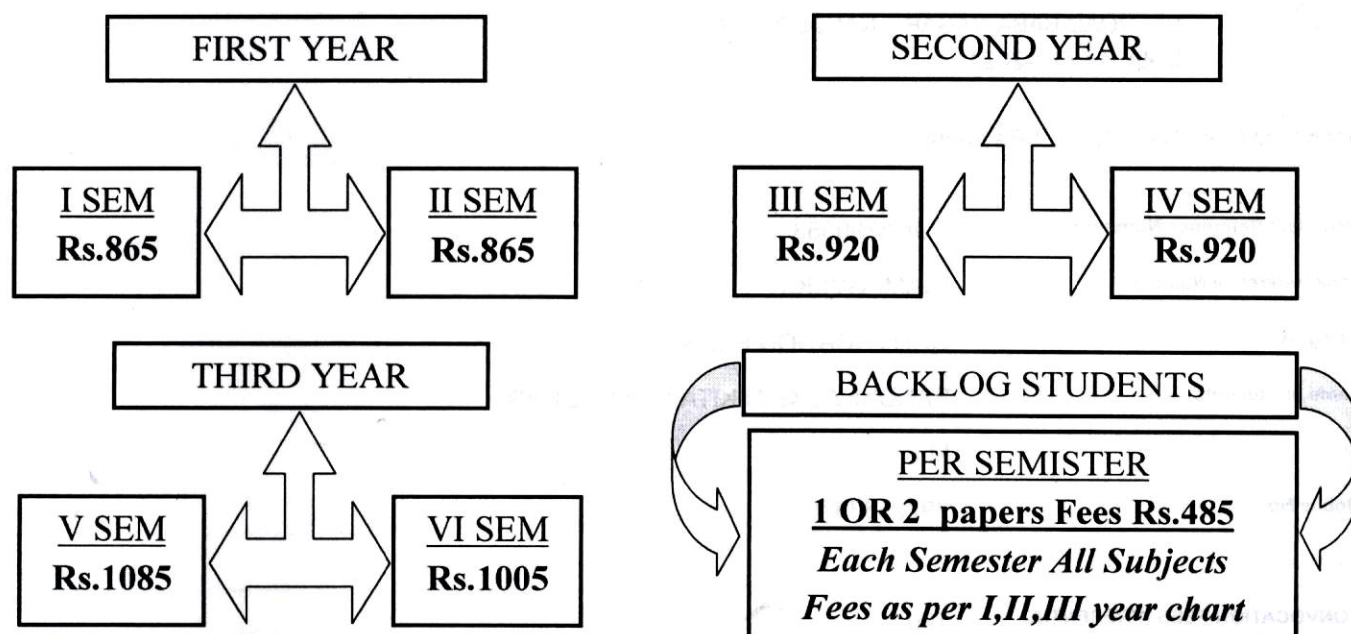 FIRST YEAR
I SEM
Rs.865
II SEM
Rs.865
SECOND YEAR
III SEM
Rs.920
IV SEM
Rs.920
THIRD YEAR
V SEM
Rs.1085
VI SEM
Rs.1005
BACKLOG STUDENTS
PER SEMISTER
1 OR 2 papers Fees Rs.485
Each Semester All Subjects
Fees as per I,II,III year chart